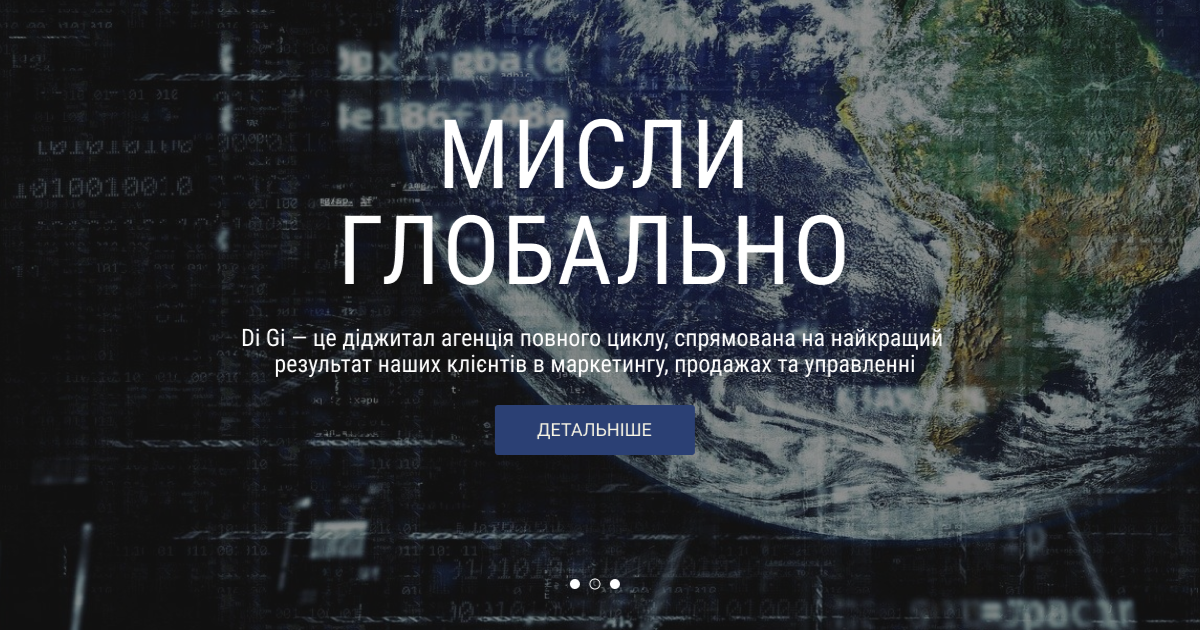 МИСЛИ
ГЛОБАЛЬНО
Di Gi — це діджитал агенція повного циклу, спрямована на найкращий
результат наших клієнтів в маркетингу, продажах та управленні
ДЕТАЛЬНІШЕ